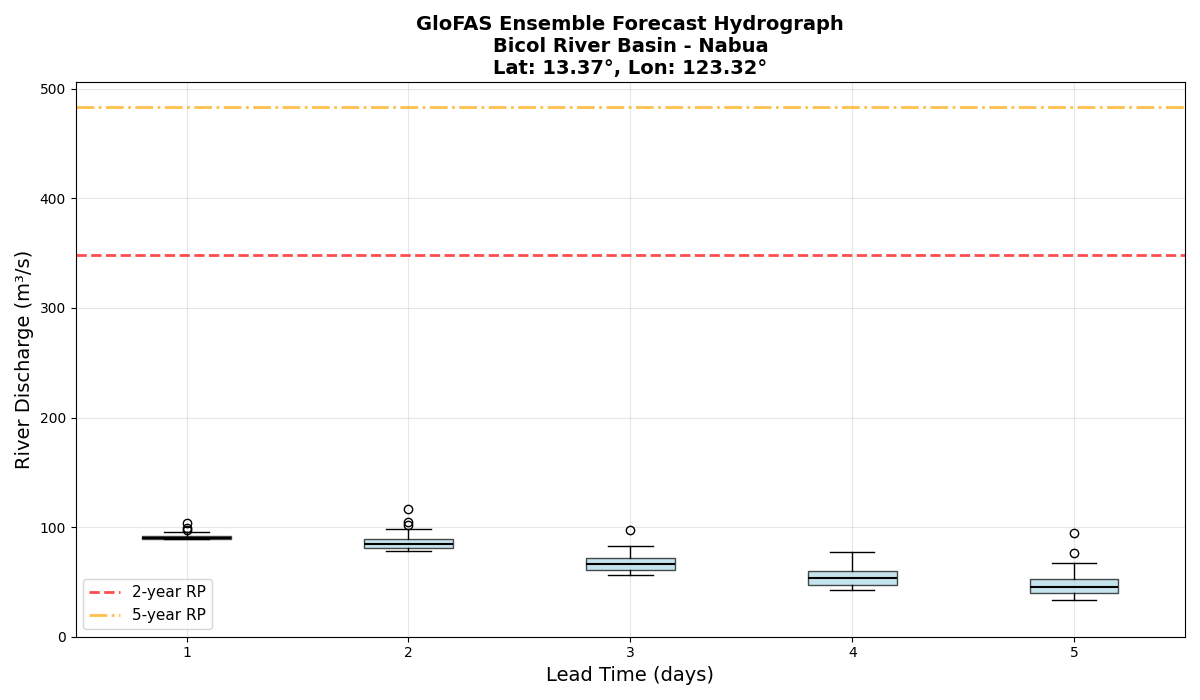 GloFAS Ensemble Forecast Hydrograph
Bicol River Basin - Nabua
Lat: 13.37°, Lon: 123.32°
River Discharge (m³/s)
500
400
300
200
100
0
2-year RP
5-year RP
1 2 3 4 5
Lead Time (days)